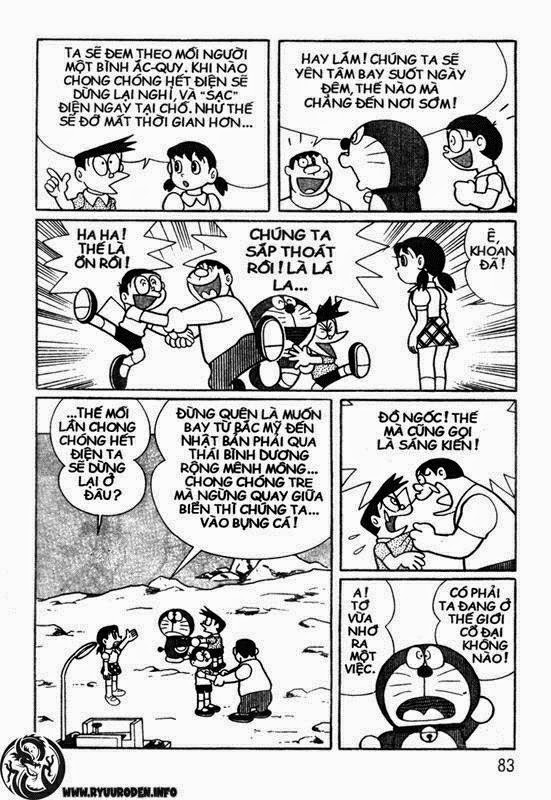 TA SẼ ĐEM THEO MỖI NGƯỜI
MỘT BÌNH ẮC-QUY. KHI NÀO
CHONG CHÓNG HẾT ĐIỆN SẼ
DỪNG LẠI NGHỈ, VÀ "SẠC"
ĐIỆN NGAY TẠI CHỖ. NHƯ THẾ
SẼ ĐỠ MẤT THỜI GIAN HƠN...
HAY LẮM! CHÚNG TA SẼ
YÊN TÂM BAY SUỐT NGÀY
ĐÊM, THẾ NÀO MÀ
CHẲNG ĐẾN NƠI SỚM!
HA HA!
THẾ LÀ
ỔN RỒI!
CHÚNG TA
SẮP THOÁT
RỒI! LÀ LÁ
LA...
Ê,
KHOAN
ĐÃ!
...THẾ MỖI
LẦN CHONG
CHÓNG HẾT
ĐIỆN TA
SẼ DỪNG
LẠI Ở
ĐÂU?
ĐỪNG QUÊN LÀ MUỐN
BAY TỪ BẮC MỸ ĐẾN
NHẬT BẢN PHẢI QUA
THÁI BÌNH DƯƠNG
RỘNG MÊNH MÔNG...
CHONG CHÓNG TRE
MÀ NGỪNG QUAY GIỮA
BIỂN THÌ CHÚNG TA...
...VÀO BỤNG CÁ!
ĐỒ NGỐC! THẾ
MÀ CŨNG GỌI
LÀ SÁNG KIẾN!
A!
TỚ
VỪA
NHỚ
RA
MỘT
VIỆC.
CÓ PHẢI
TA ĐANG Ở
THẾ GIỚI
CỔ ĐẠI
KHÔNG
NÀO!
83
WWW.RYUURODEN.INFO